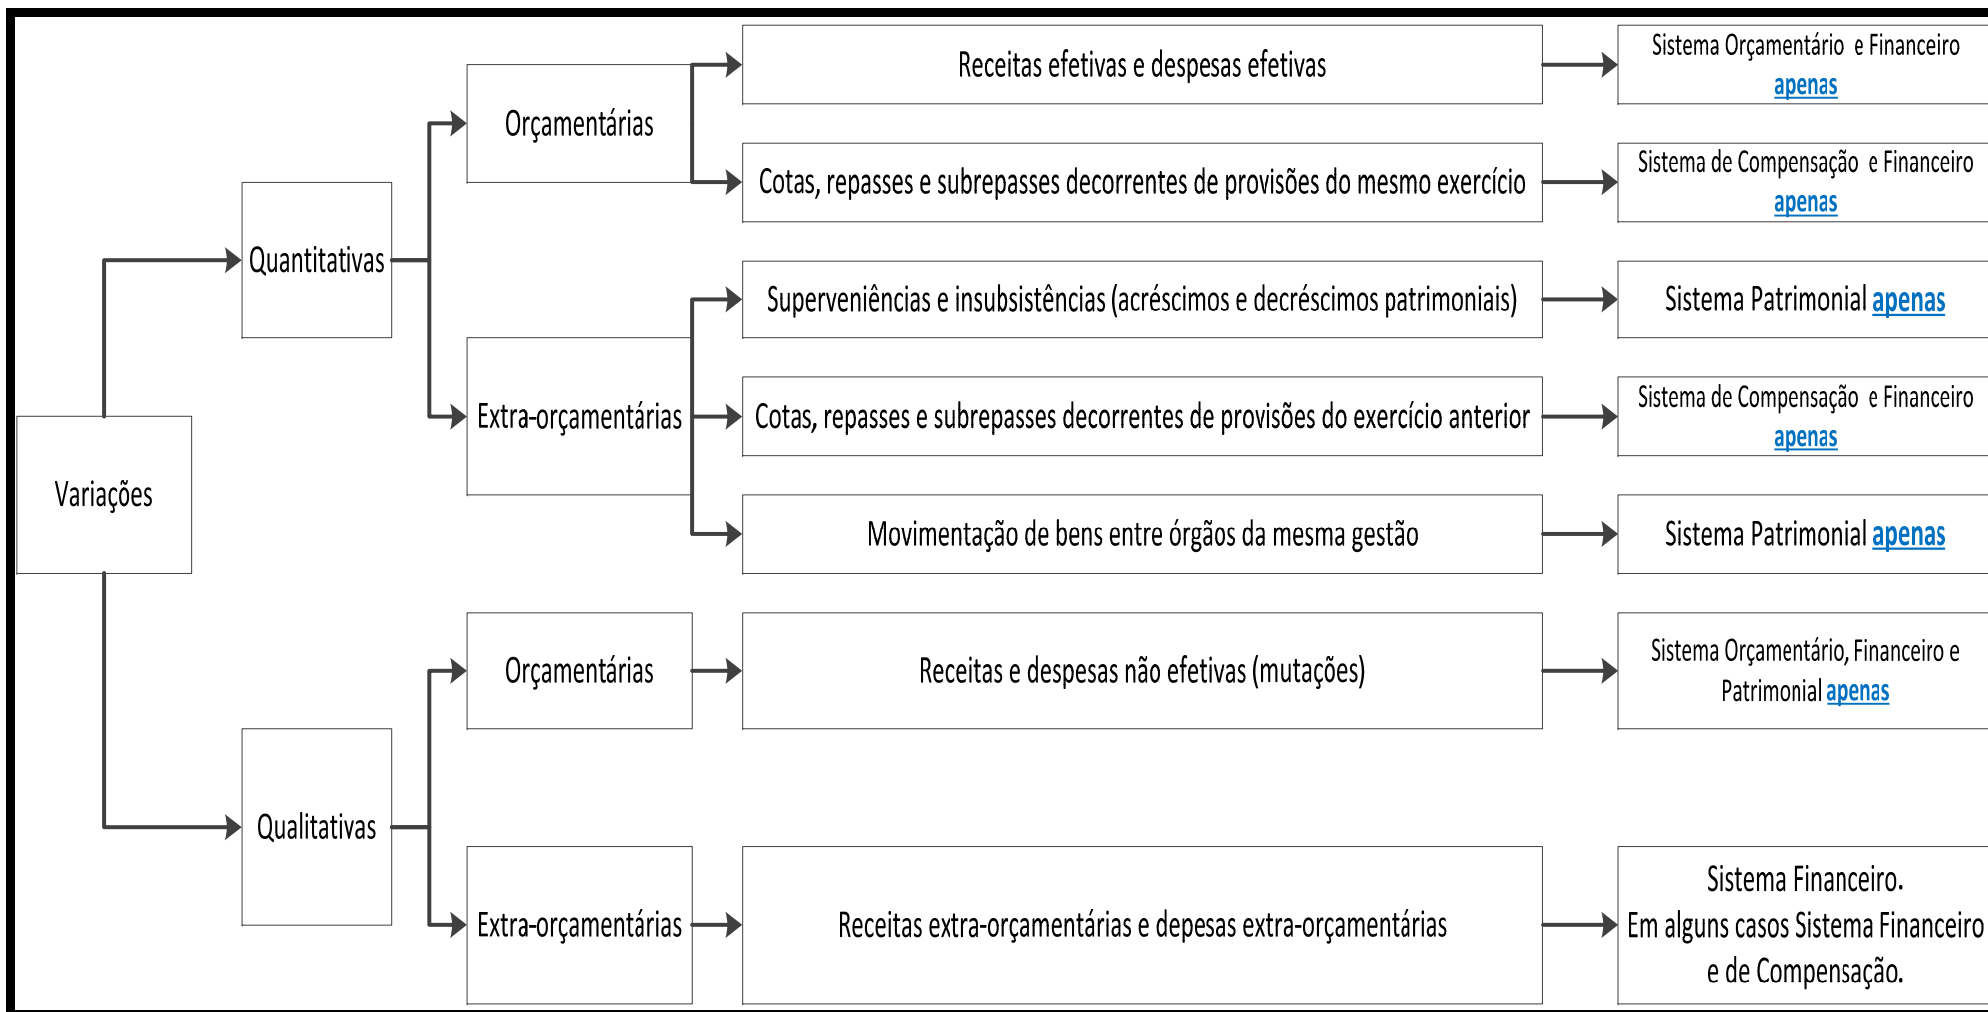 Variações
Quantitativas
Orçamentárias
Receitas efetivas e despesas efetivas
Sistema Orçamentário e Financeiro
apenas
Cotas, repasses e subrepasses decorrentes de provisões do mesmo exercício
Sistema de Compensação e Financeiro
apenas
Extra-orçamentárias
Superveniências e insubsistências (acréscimos e decréscimos patrimoniais)
Sistema Patrimonial apenas
Cotas, repasses e subrepasses decorrentes de provisões do exercício anterior
Sistema de Compensação e Financeiro
apenas
Movimentação de bens entre órgãos da mesma gestão
Sistema Patrimonial apenas
Qualitativas
Orçamentárias
Receitas e despesas não efetivas (mutações)
Sistema Orçamentário, Financeiro e
Patrimonial apenas
Extra-orçamentárias
Receitas extra-orçamentárias e depesas extra-orçamentárias
Sistema Financeiro.
Em alguns casos Sistema Financeiro
e de Compensação.